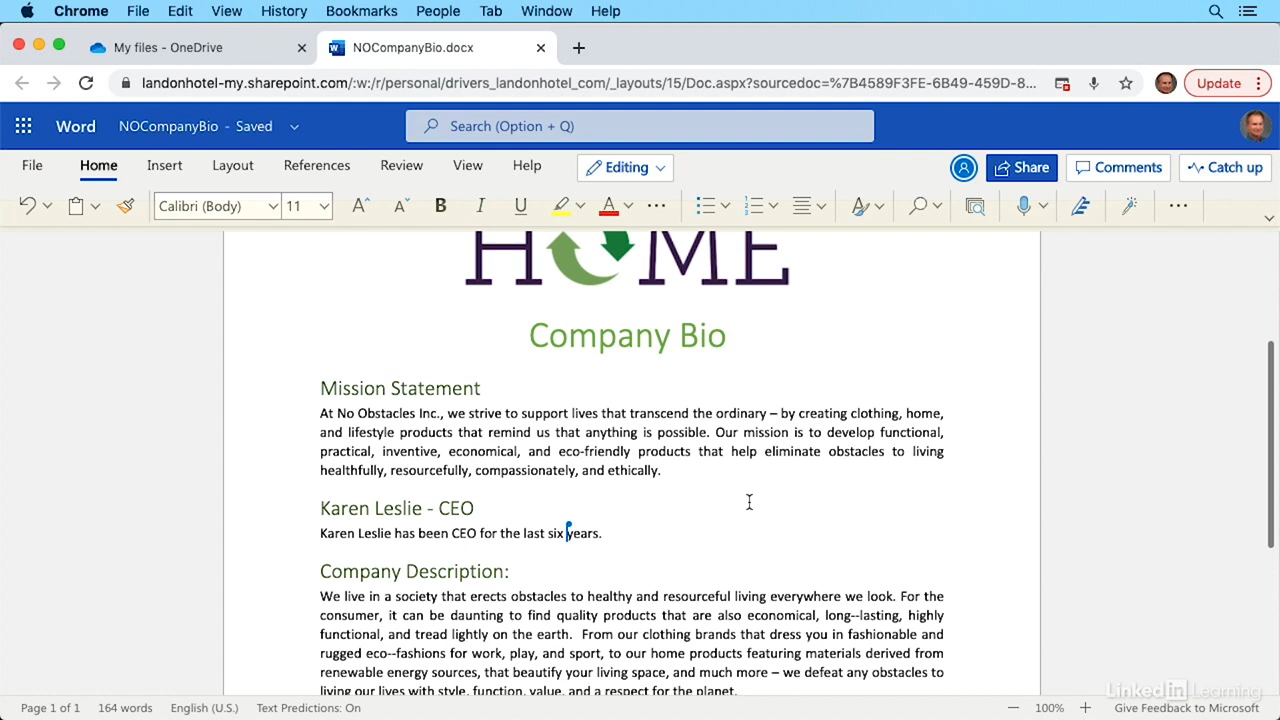 Chrome File Edit View History Bookmarks People Tab Window Help
My files - OneDrive NOCompanyBio.docx
landonhotel-my.sharepoint.com/:w:/r/personal/drivers_landonhotel_com/_layouts/15/Doc.aspx?sourcedoc=%7B4589F3FE-6B49-459D-8... Update
Word NOCompanyBio - Saved Search (Option + Q)
File Home Insert Layout References Review View Help Editing Share Comments Catch up
Calibri (Body) 11 A A B I U A
HOME
Company Bio
Mission Statement
At No Obstacles Inc., we strive to support lives that transcend the ordinary – by creating clothing, home,
and lifestyle products that remind us that anything is possible. Our mission is to develop functional,
practical, inventive, economical, and eco-friendly products that help eliminate obstacles to living
healthfully, resourcefully, compassionately, and ethically.
Karen Leslie - CEO
Karen Leslie has been CEO for the last six years.
Company Description:
We live in a society that erects obstacles to healthy and resourceful living everywhere we look. For the
consumer, it can be daunting to find quality products that are also economical, long--lasting, highly
functional, and tread lightly on the earth. From our clothing brands that dress you in fashionable and
rugged eco--fashions for work, play, and sport, to our home products featuring materials derived from
renewable energy sources, that beautify your living space, and much more – we defeat any obstacles to
living our lives with style, function, value, and a respect for the planet.
LinkedIn Learning
Page 1 of 1 164 words English (U.S.) Text Predictions: On 100% Give Feedback to Microsoft